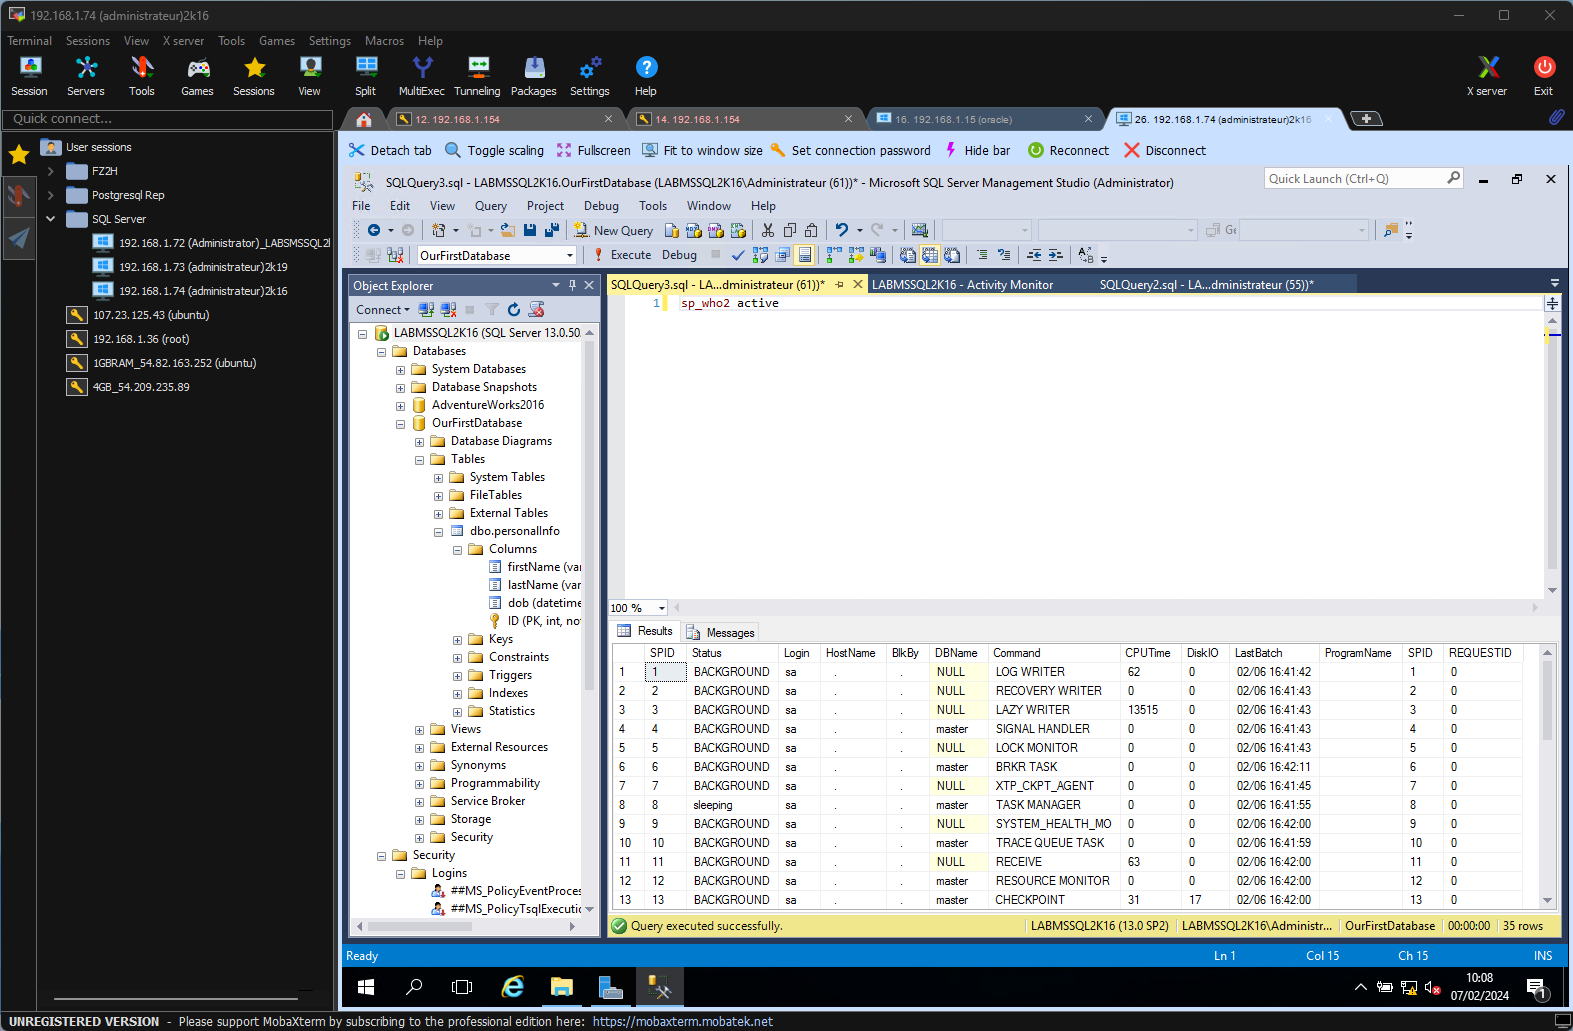 192.168.1.74 (administrateur)2k16
Terminal Sessions View X server Tools Games Settings Macros Help
Session Servers Tools Games Sessions View Split MultiExec Tunneling Packages Settings Help X server Exit
Quick connect...
12. 192.168.1.154 14. 192.168.1.154 16. 192.168.1.15 (oracle) 26. 192.168.1.74 (administrateur)2k16
User sessions
FZ2H
Postgresql Rep
SQL Server
192.168.1.72 (Administrator)_LABSMSSQL2
192.168.1.73 (administrateur)2k19
192.168.1.74 (administrateur)2k16
107.23.125.43 (ubuntu)
192.168.1.36 (root)
1GBRAM_54.82.163.252 (ubuntu)
4GB_54.209.235.89
Detach tab Toggle scaling Fullscreen Fit to window size Set connection password Hide bar Reconnect Disconnect
SQLQuery3.sql - LABMSSQL2K16.OurFirstDatabase (LABMSSQL2K16\Administrateur (61))* - Microsoft SQL Server Management Studio (Administrator)
Quick Launch (Ctrl+Q)
File Edit View Query Project Debug Tools Window Help
New Query
OurFirstDatabase Execute Debug
Object Explorer
Connect
LABMSSQL2K16 (SQL Server 13.0.50
Databases
System Databases
Database Snapshots
AdventureWorks2016
OurFirstDatabase
Database Diagrams
Tables
System Tables
FileTables
External Tables
dbo.personalInfo
Columns
firstName (va
lastName (var
dob (datetime
ID (PK, int, no
Keys
Constraints
Triggers
Indexes
Statistics
Views
External Resources
Synonyms
Programmability
Service Broker
Storage
Security
Security
Logins
##MS_PolicyEventProces
##MS_PolicyTsqlExecutio
SQLQuery3.sql - LA...dministrateur (61))* LABMSSQL2K16 - Activity Monitor SQLQuery2.sql - LA...dministrateur (55))*
1 sp_who2 active
100 %
Results Messages
SPID Status Login HostName BlkBy DBName Command CPUTime DiskIO LastBatch ProgramName SPID REQUESTID
1 1 BACKGROUND sa . . NULL LOG WRITER 62 0 02/06 16:41:42 1 0
2 2 BACKGROUND sa . . NULL RECOVERY WRITER 0 0 02/06 16:41:43 2 0
3 3 BACKGROUND sa . . NULL LAZY WRITER 13515 0 02/06 16:41:43 3 0
4 4 BACKGROUND sa . . master SIGNAL HANDLER 0 0 02/06 16:41:43 4 0
5 5 BACKGROUND sa . . NULL LOCK MONITOR 0 0 02/06 16:41:43 5 0
6 6 BACKGROUND sa . . master BRKR TASK 0 0 02/06 16:42:11 6 0
7 7 BACKGROUND sa . . NULL XTP_CKPT_AGENT 0 0 02/06 16:41:45 7 0
8 8 sleeping sa . . master TASK MANAGER 0 0 02/06 16:41:55 8 0
9 9 BACKGROUND sa . . NULL SYSTEM_HEALTH_MO 0 0 02/06 16:42:00 9 0
10 10 BACKGROUND sa . . master TRACE QUEUE TASK 0 0 02/06 16:41:59 10 0
11 11 BACKGROUND sa . . NULL RECEIVE 63 0 02/06 16:42:00 11 0
12 12 BACKGROUND sa . . master RESOURCE MONITOR 0 0 02/06 16:42:00 12 0
13 13 BACKGROUND sa . . master CHECKPOINT 31 17 02/06 16:42:00 13 0
Query executed successfully. LABMSSQL2K16 (13.0 SP2) LABMSSQL2K16\Administr... OurFirstDatabase 00:00:00 35 rows
Ready Ln 1 Col 15 Ch 15 INS
10:08
07/02/2024
1
UNREGISTERED VERSION - Please support MobaXterm by subscribing to the professional edition here: https://mobaxterm.mobatek.net